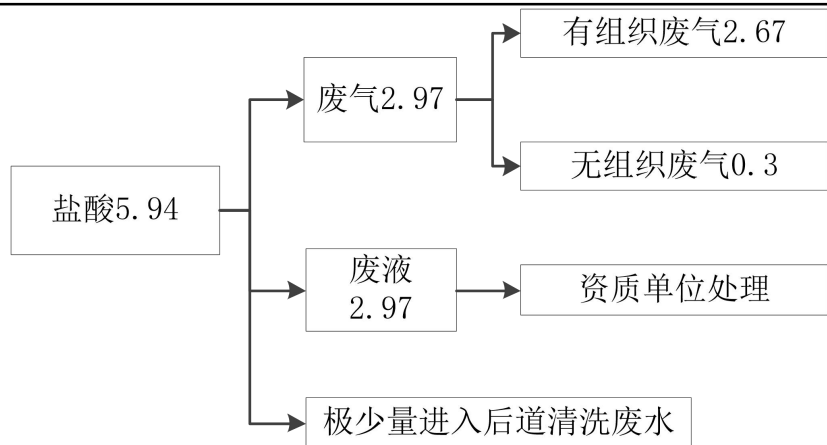 有组织废气2.67
废气2.97
无组织废气0.3
盐酸5.94
废液
2.97
资质单位处理
极少量进入后道清洗废水